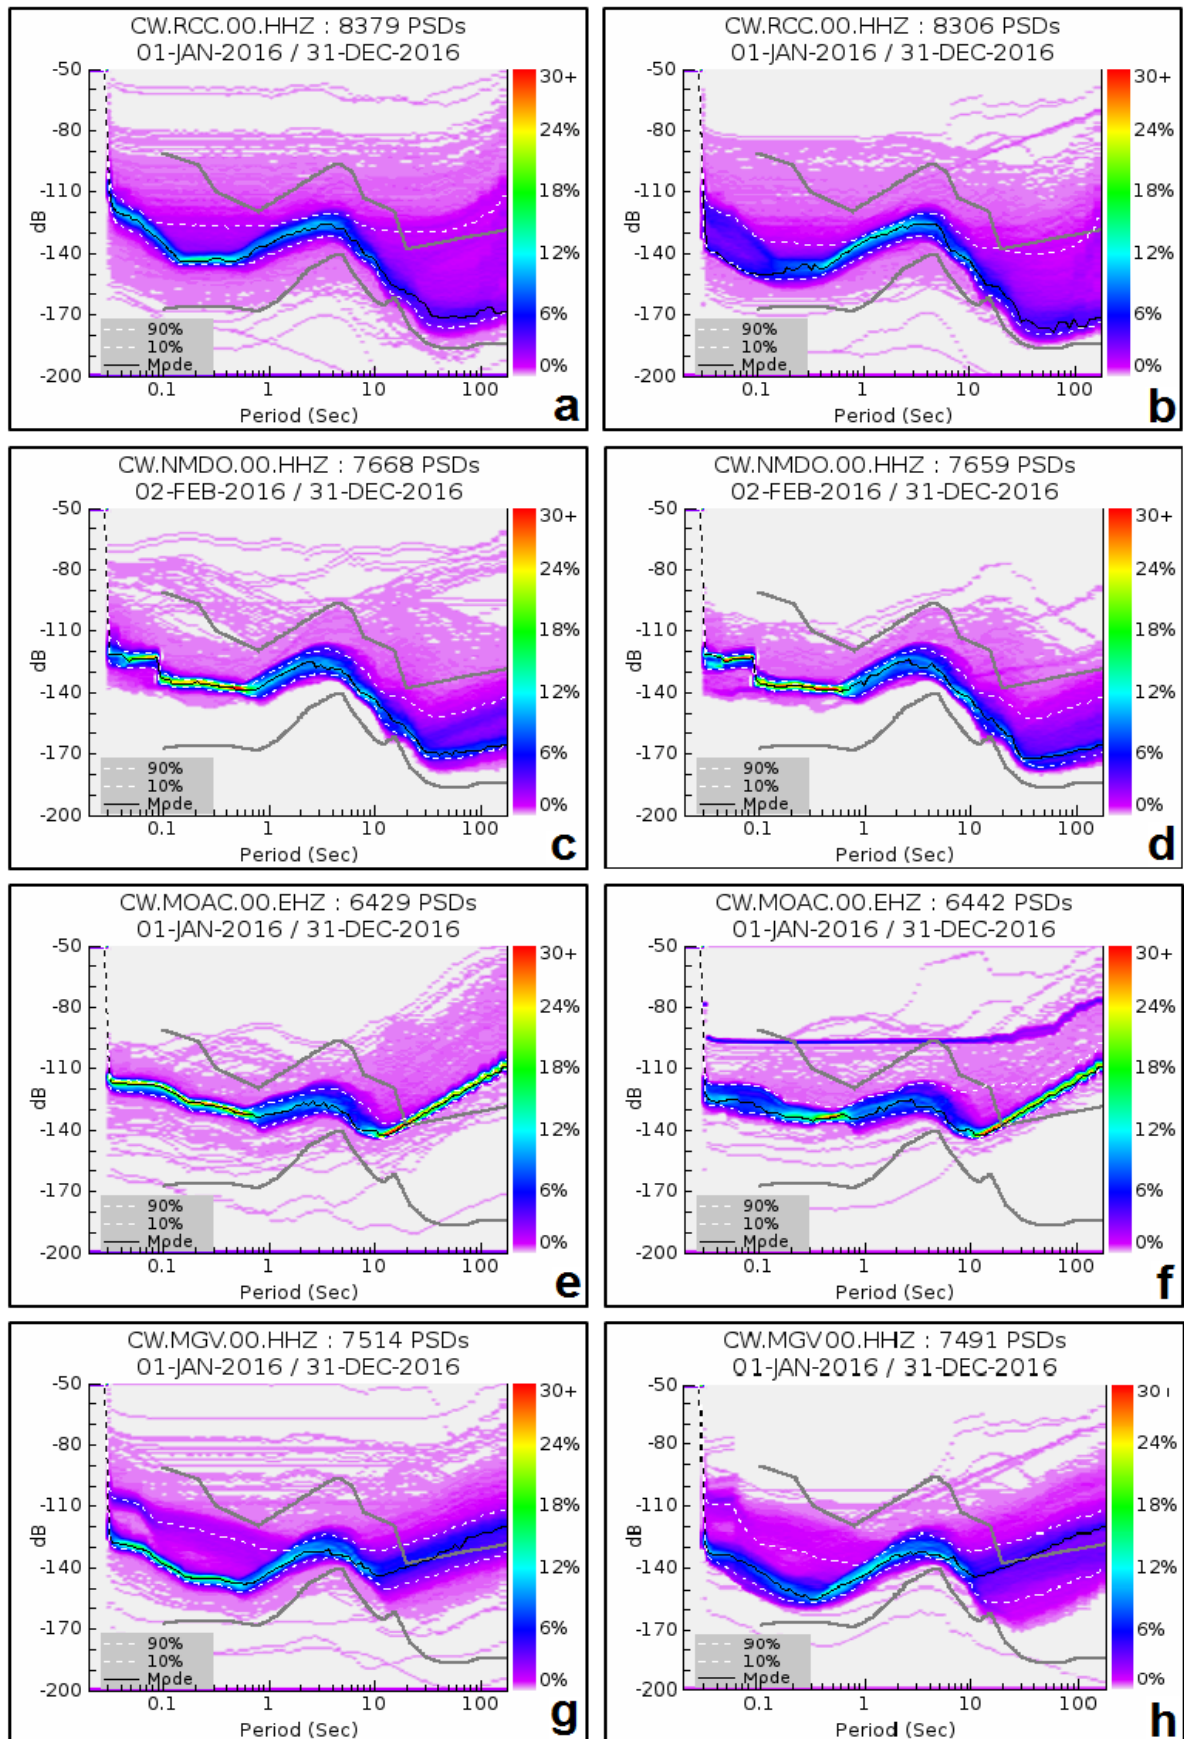 CW.RCC.00.HHZ : 8379 PSDs
01-JAN-2016 / 31-DEC-2016
-50
-80
-110
-140
-170
-200
dB
30+
24%
18%
12%
6%
0%
90%
10%
Mode
0.1 1 10 100
Period (Sec)
a
CW.RCC.00.HHZ : 8306 PSDs
01-JAN-2016 / 31-DEC-2016
-50
-80
-110
-140
-170
-200
dB
30+
24%
18%
12%
6%
0%
90%
10%
Mode
0.1 1 10 100
Period (Sec)
b
CW.NMDO.00.HHZ : 7668 PSDs
02-FEB-2016 / 31-DEC-2016
-50
-80
-110
-140
-170
-200
dB
30+
24%
18%
12%
6%
0%
90%
10%
Mode
0.1 1 10 100
Period (Sec)
c
CW.NMDO.00.HHZ : 7659 PSDs
02-FEB-2016 / 31-DEC-2016
-50
-80
-110
-140
-170
-200
dB
30+
24%
18%
12%
6%
0%
90%
10%
Mode
0.1 1 10 100
Period (Sec)
d
CW.MOAC.00.EHZ : 6429 PSDs
01-JAN-2016 / 31-DEC-2016
-50
-80
-110
-140
-170
-200
dB
30+
24%
18%
12%
6%
0%
90%
10%
Mode
0.1 1 10 100
Period (Sec)
e
CW.MOAC.00.EHZ : 6442 PSDs
01-JAN-2016 / 31-DEC-2016
-50
-80
-110
-140
-170
-200
dB
30+
24%
18%
12%
6%
0%
90%
10%
Mode
0.1 1 10 100
Period (Sec)
f
CW.MGV.00.HHZ : 7514 PSDs
01-JAN-2016 / 31-DEC-2016
-50
-80
-110
-140
-170
-200
dB
30+
24%
18%
12%
6%
0%
90%
10%
Mode
0.1 1 10 100
Period (Sec)
g
CW.MGV.00.HHZ : 7491 PSDs
01-JAN-2016 / 31-DEC-2016
-50
-80
-110
-140
-170
-200
dB
30+
24%
18%
12%
6%
0%
90%
10%
Mode
0.1 1 10 100
Period (Sec)
h